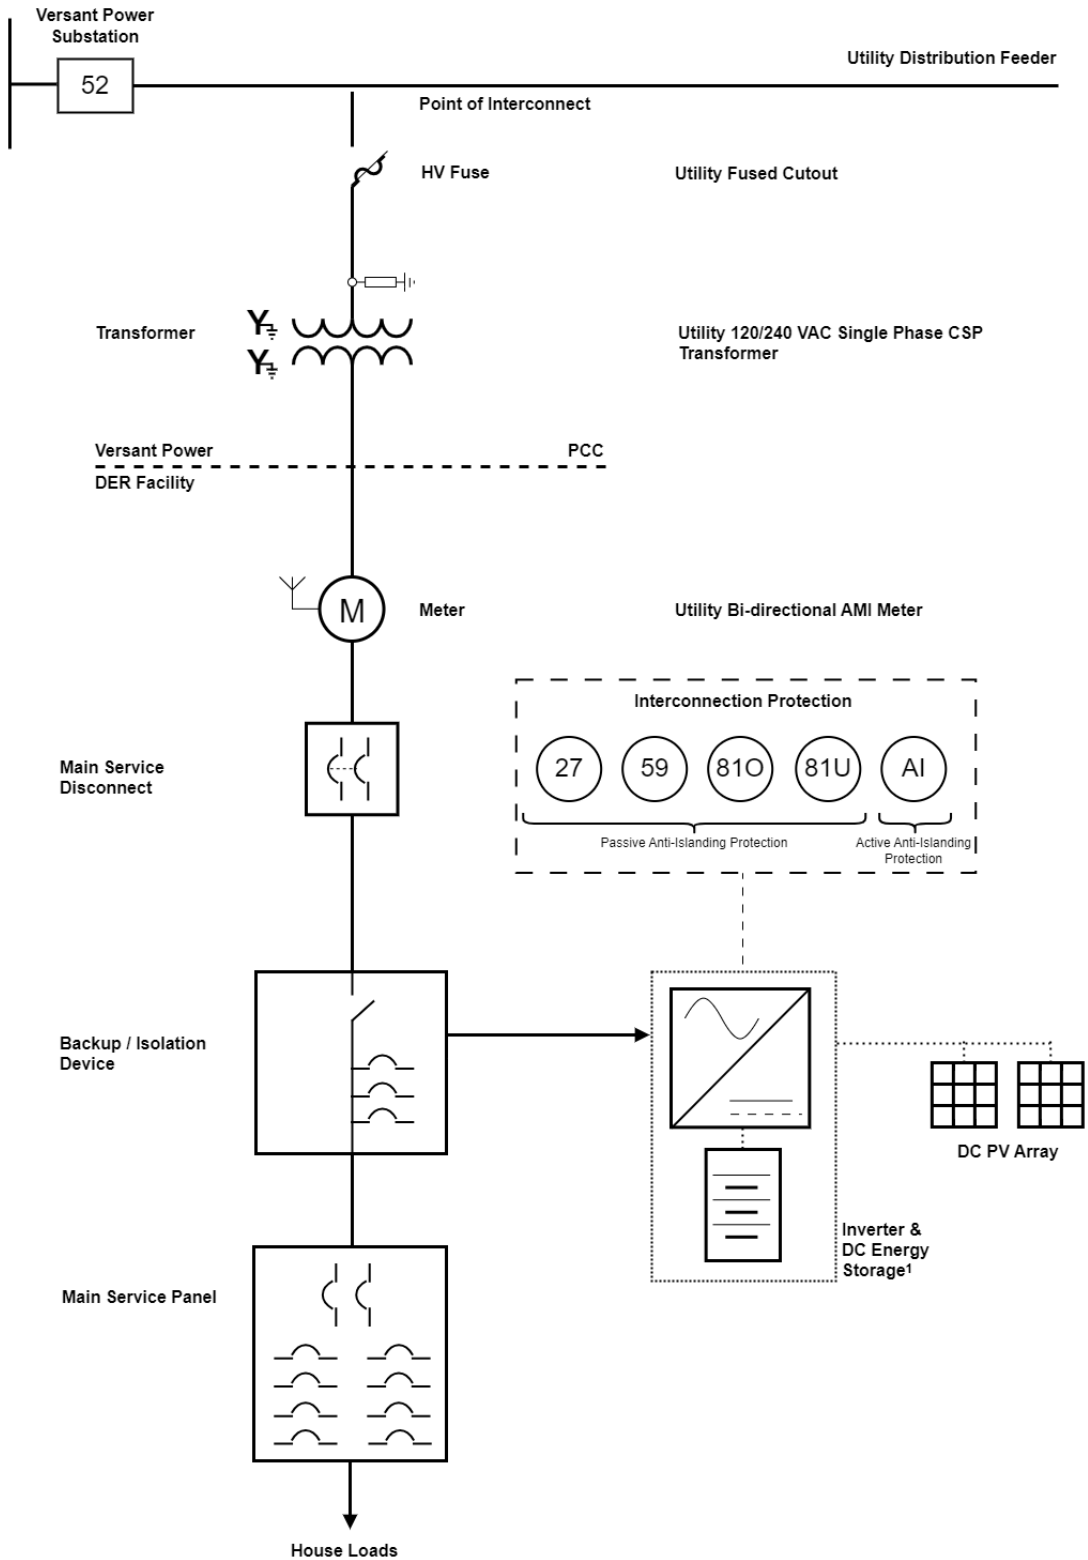 Versant Power
Substation
52
Utility Distribution Feeder
Point of Interconnect
HV Fuse
Utility Fused Cutout
Transformer
Y
Y
Utility 120/240 VAC Single Phase CSP
Transformer
Versant Power
PCC
DER Facility
M
Meter
Utility Bi-directional AMI Meter
Interconnection Protection
27
59
81O
81U
AI
Passive Anti-Islanding Protection
Active Anti-Islanding
Protection
Main Service
Disconnect
Backup / Isolation
Device
DC PV Array
Inverter &
DC Energy
Storage¹
Main Service Panel
House Loads